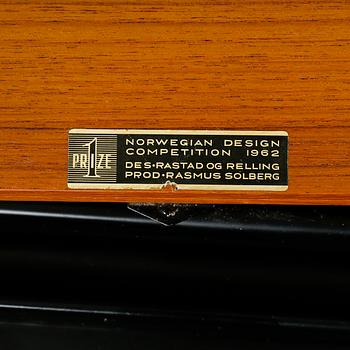 1
PRIZE
NORWEGIAN DESIGN
COMPETITION 1962
DES·RASTAD OG RELLING
PROD·RASMUS SOLBERG